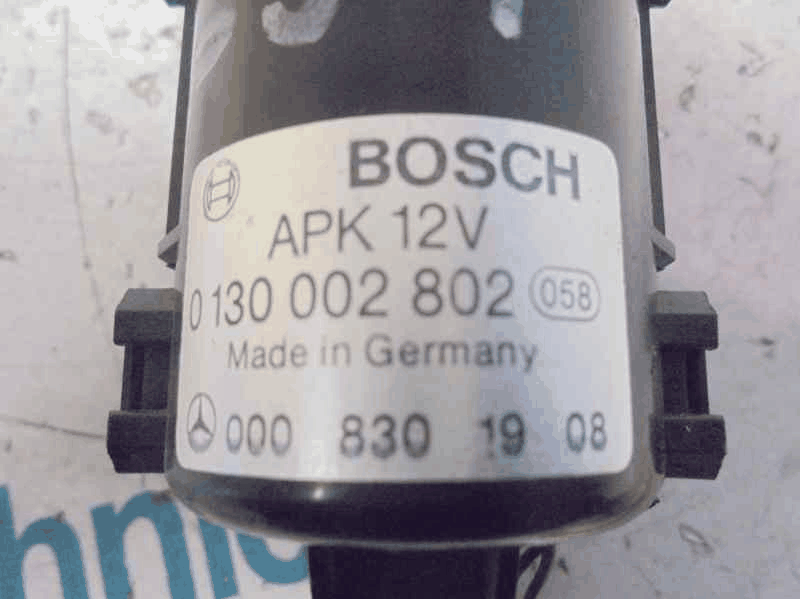 BOSCH
APK 12V
0 130 002 802 058
Made in Germany
000 830 19 08